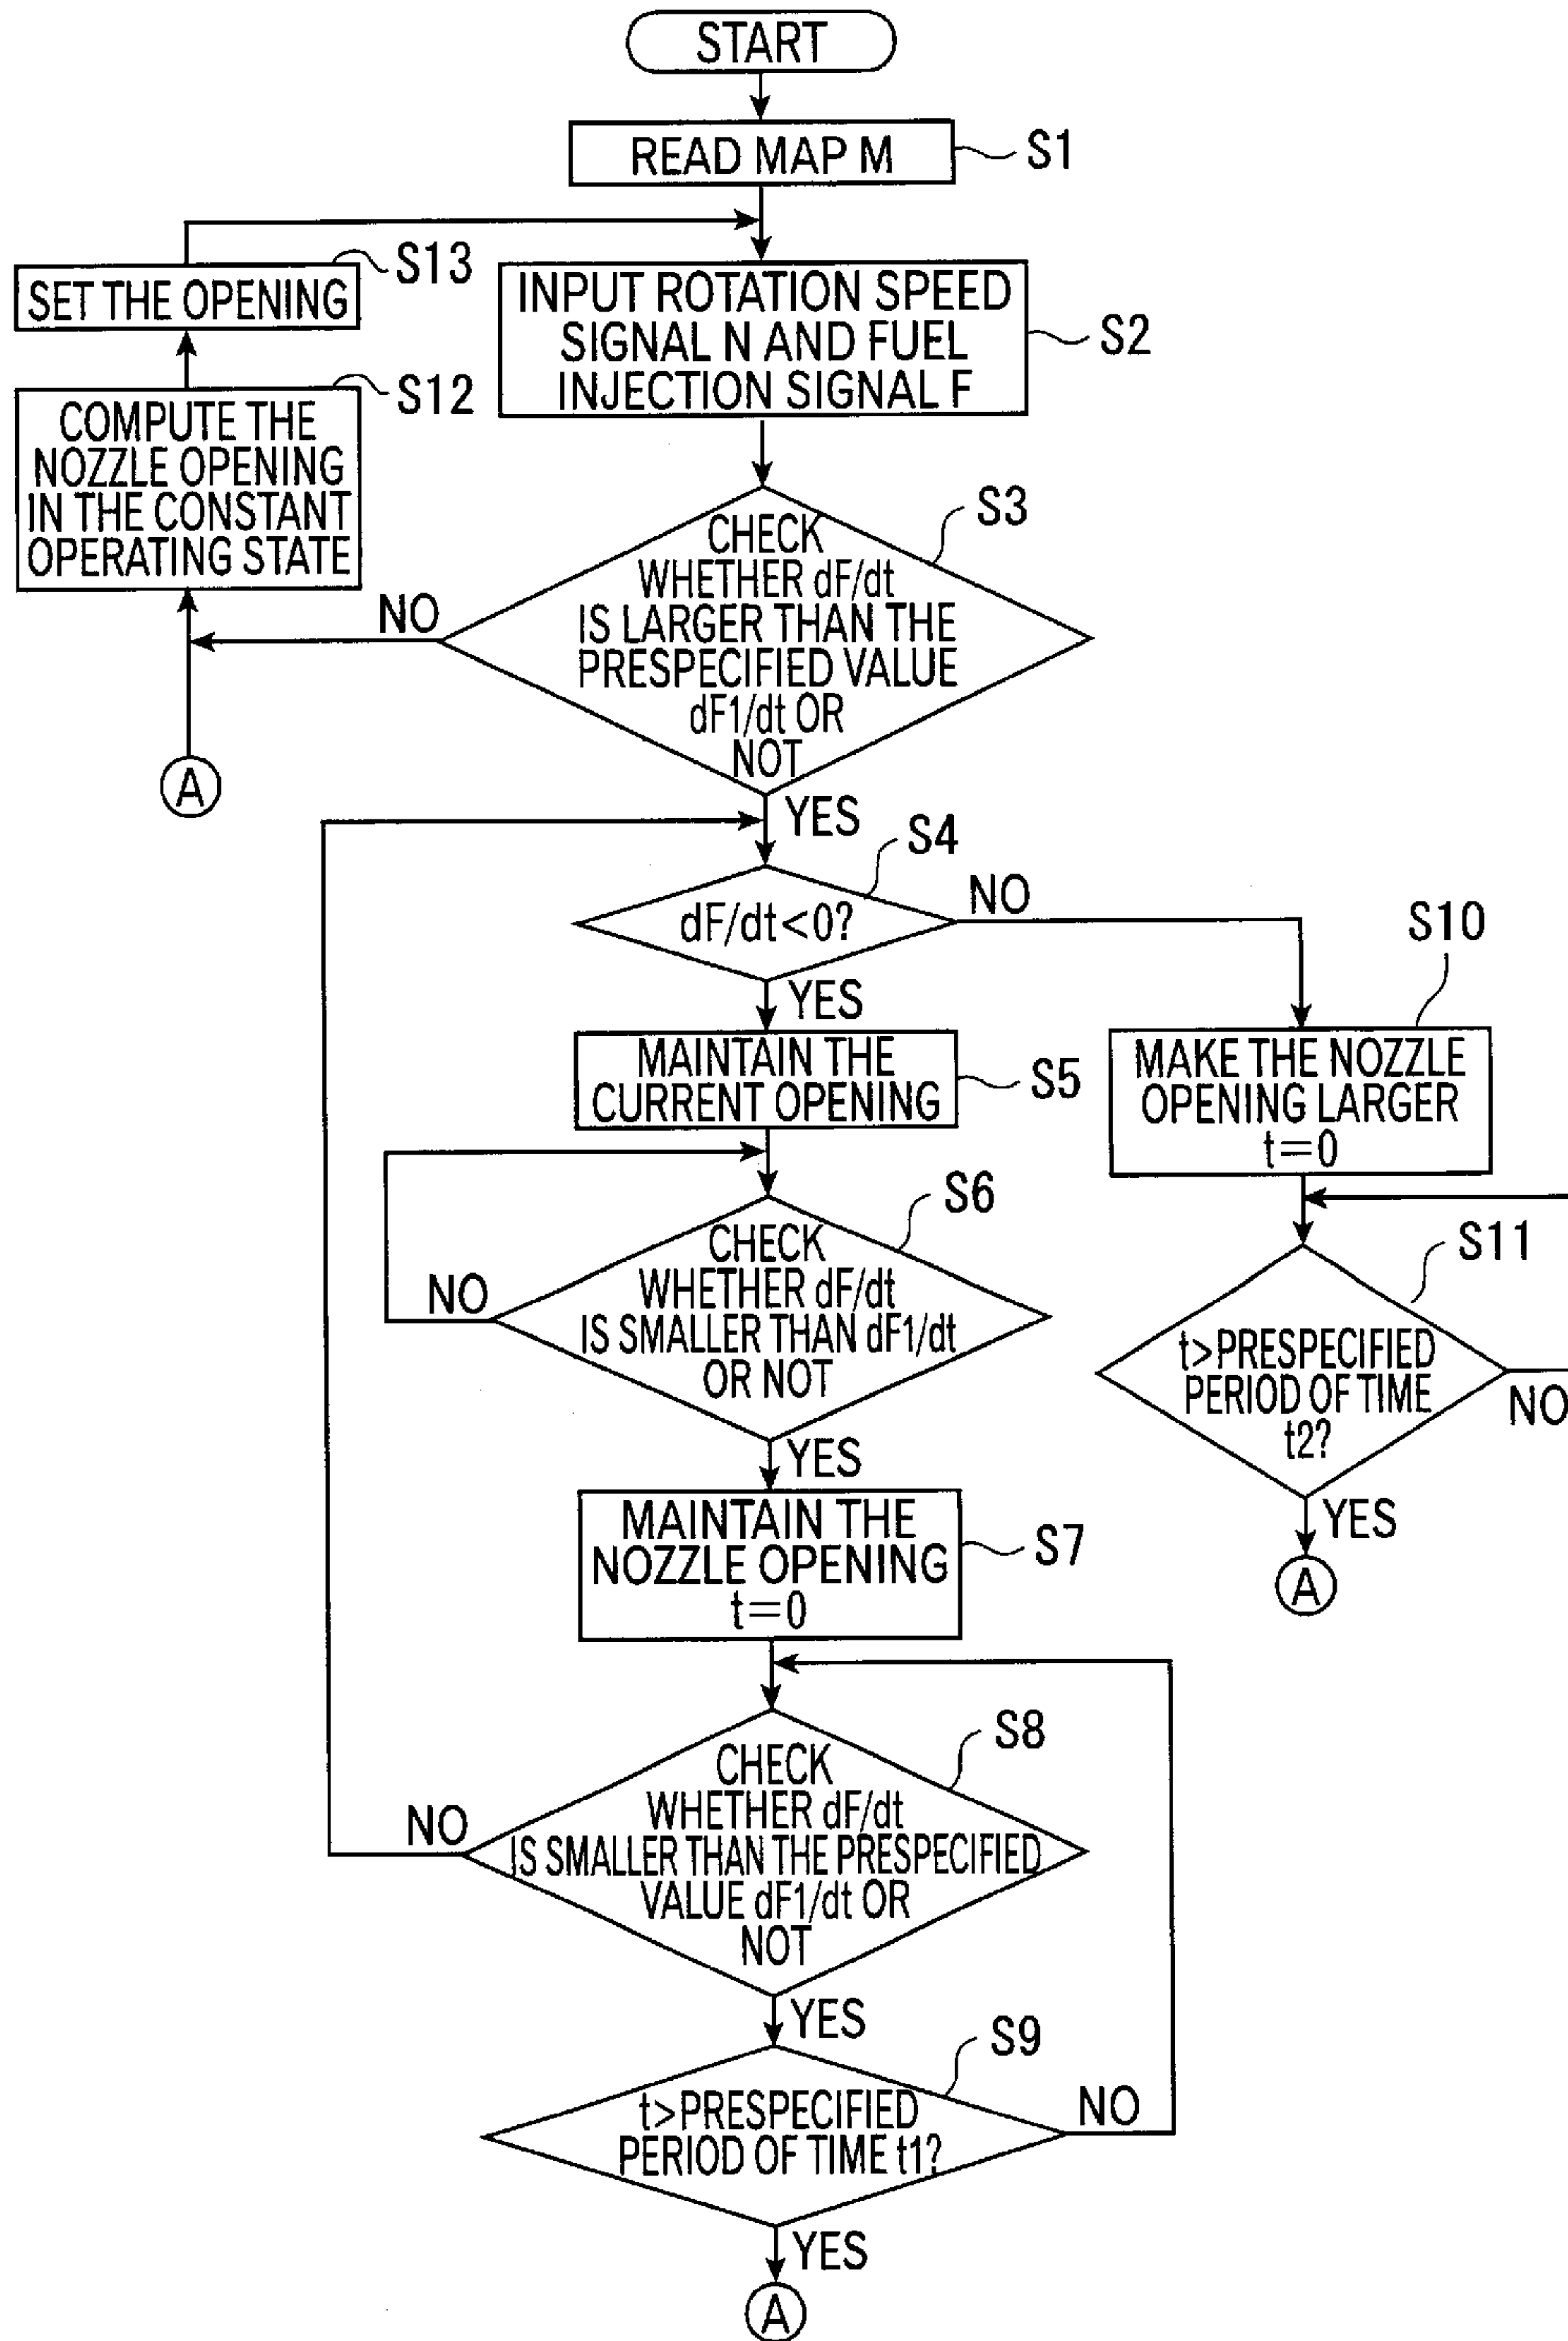 START
READ MAP M
S1
SET THE OPENING
S13
INPUT ROTATION SPEED
SIGNAL N AND FUEL
INJECTION SIGNAL F
S2
COMPUTE THE
NOZZLE OPENING
IN THE CONSTANT
OPERATING STATE
S12
CHECK
WHETHER dF/dt
IS LARGER THAN THE
PRESPECIFIED VALUE
dF1/dt OR
NOT
S3
NO
A
YES
dF/dt<0?
S4
NO
YES
MAINTAIN THE
CURRENT OPENING
S5
MAKE THE NOZZLE
OPENING LARGER
t=0
S10
CHECK
WHETHER dF/dt
IS SMALLER THAN dF1/dt
OR NOT
S6
NO
YES
t>PRESPECIFIED
PERIOD OF TIME
t2?
S11
NO
YES
A
MAINTAIN THE
NOZZLE OPENING
t=0
S7
CHECK
WHETHER dF/dt
IS SMALLER THAN THE PRESPECIFIED
VALUE dF1/dt OR
NOT
S8
NO
YES
t>PRESPECIFIED
PERIOD OF TIME t1?
S9
NO
YES
A